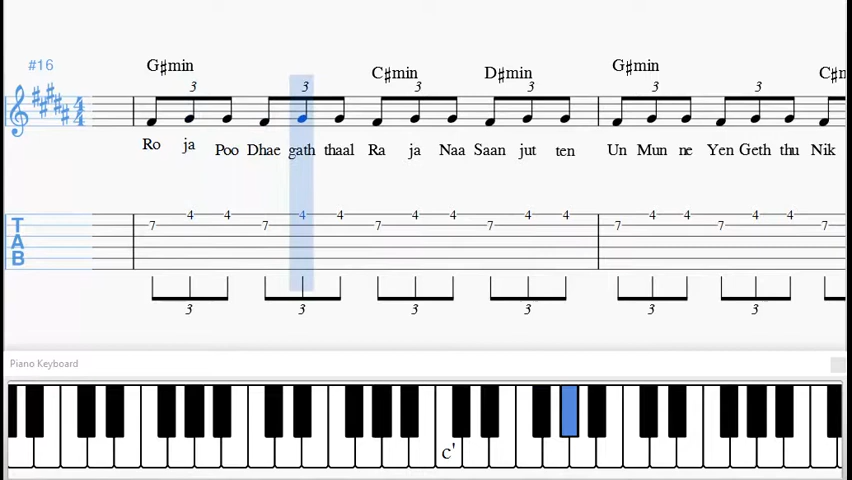 #16 G♯min C♯min D♯min G♯min
3 3 3 3 3 3
4
4
Ro ja Poo Dhae gath thaal Ra ja Naa Saan jut ten Un Mun ne Yen Geth thu Nik
T
A
B
7 4 4 7 4 4 7 4 4 7 4 4 7 4 4 7 4 4 7
3 3 3 3 3 3
Piano Keyboard
C'